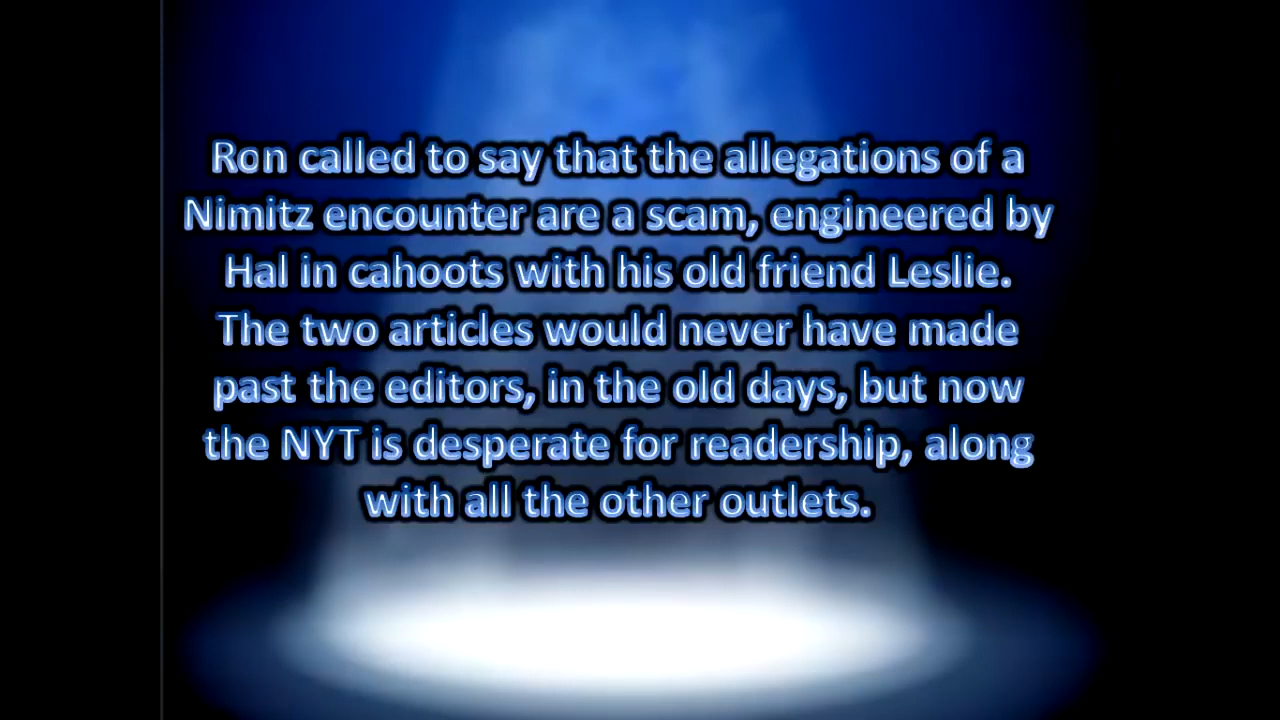 Ron called to say that the allegations of a
Nimitz encounter are a scam, engineered by
Hal in cahoots with his old friend Leslie.
The two articles would never have made
past the editors, in the old days, but now
the NYT is desperate for readership, along
with all the other outlets.